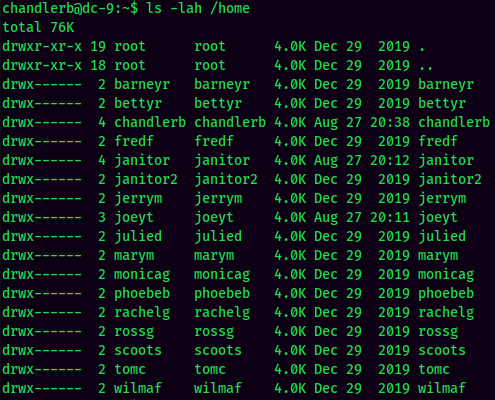 chandlerb@dc-9:~$ ls -lah /home
total 76K
drwxr-xr-x 19 root      root      4.0K Dec 29  2019 .
drwxr-xr-x 18 root      root      4.0K Dec 29  2019 ..
drwx------  2 barneyr   barneyr   4.0K Dec 29  2019 barneyr
drwx------  2 bettyr    bettyr    4.0K Dec 29  2019 bettyr
drwx------  4 chandlerb chandlerb 4.0K Aug 27 20:38 chandlerb
drwx------  2 fredf     fredf     4.0K Dec 29  2019 fredf
drwx------  4 janitor   janitor   4.0K Aug 27 20:12 janitor
drwx------  2 janitor2  janitor2  4.0K Dec 29  2019 janitor2
drwx------  2 jerrym    jerrym    4.0K Dec 29  2019 jerrym
drwx------  3 joeyt     joeyt     4.0K Aug 27 20:11 joeyt
drwx------  2 julied    julied    4.0K Dec 29  2019 julied
drwx------  2 marym     marym     4.0K Dec 29  2019 marym
drwx------  2 monicag   monicag   4.0K Dec 29  2019 monicag
drwx------  2 phoebeb   phoebeb   4.0K Dec 29  2019 phoebeb
drwx------  2 rachelg   rachelg   4.0K Dec 29  2019 rachelg
drwx------  2 rossg     rossg     4.0K Dec 29  2019 rossg
drwx------  2 scoots    scoots    4.0K Dec 29  2019 scoots
drwx------  2 tomc      tomc      4.0K Dec 29  2019 tomc
drwx------  2 wilmaf    wilmaf    4.0K Dec 29  2019 wilmaf